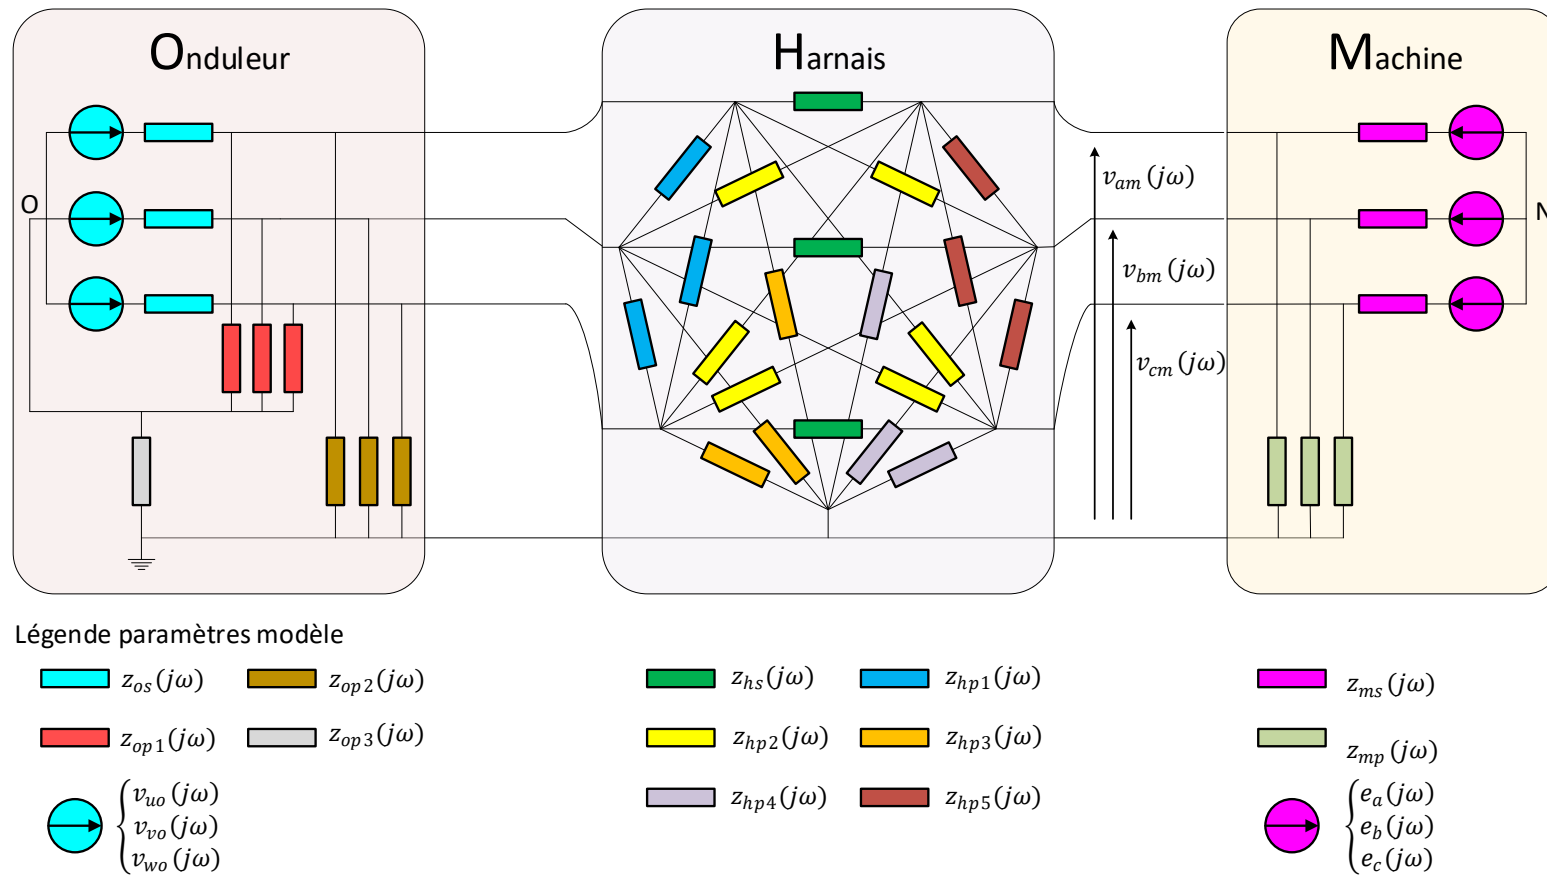 Onduleur
Harnais
Machine
O
N
v_am(jω)
v_bm(jω)
v_cm(jω)
Légende paramètres modèle
z_os(jω)
z_op2(jω)
z_op1(jω)
z_op3(jω)
v_uo(jω)
v_vo(jω)
v_wo(jω)
z_hs(jω)
z_hp1(jω)
z_hp2(jω)
z_hp3(jω)
z_hp4(jω)
z_hp5(jω)
z_ms(jω)
z_mp(jω)
e_a(jω)
e_b(jω)
e_c(jω)